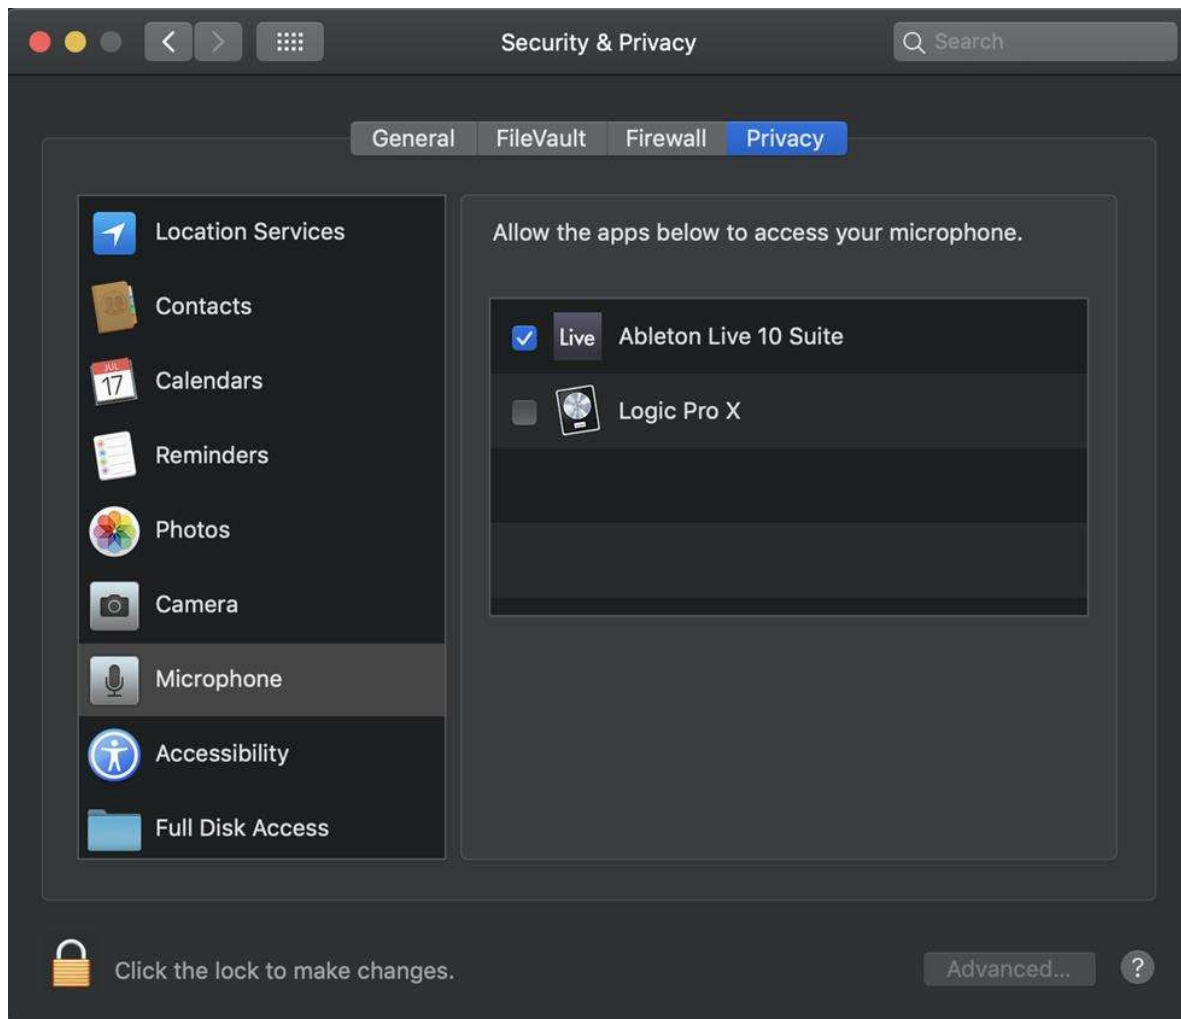 Security & Privacy
Search
General FileVault Firewall Privacy
Location Services
Contacts
JUL
17
Calendars
Reminders
Photos
Camera
Microphone
Accessibility
Full Disk Access
Allow the apps below to access your microphone.
Live Ableton Live 10 Suite
Logic Pro X
Click the lock to make changes.
Advanced...
?